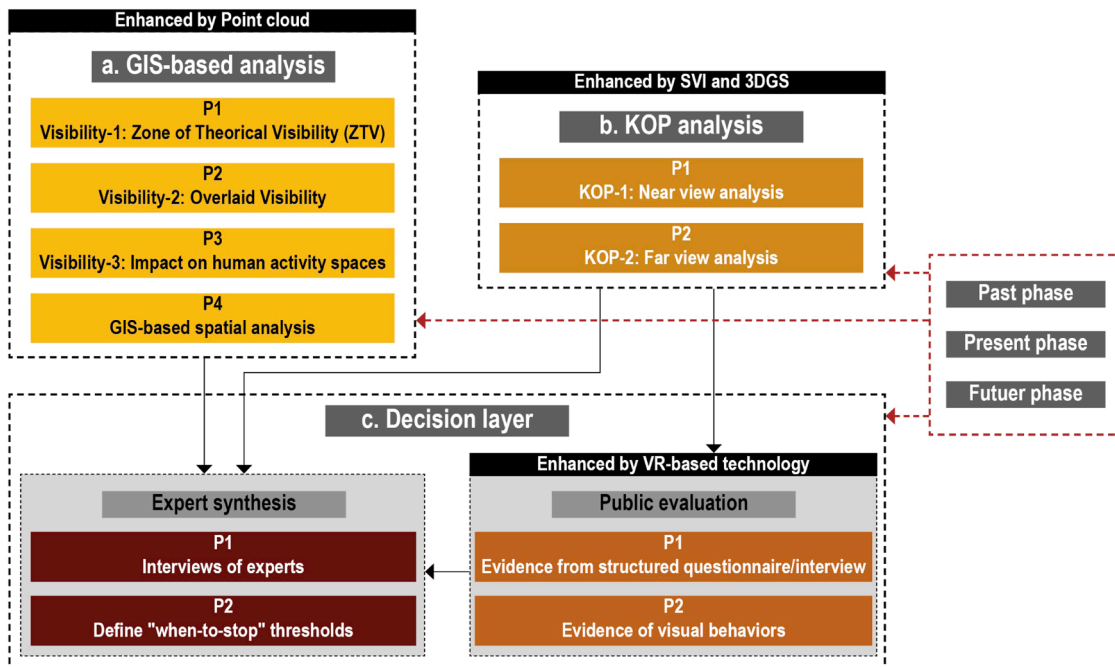 Enhanced by Point cloud
a. GIS-based analysis
P1
Visibility-1: Zone of Theorical Visibility (ZTV)
P2
Visibility-2: Overlaid Visibility
P3
Visibility-3: Impact on human activity spaces
P4
GIS-based spatial analysis
Enhanced by SVI and 3DGS
b. KOP analysis
P1
KOP-1: Near view analysis
P2
KOP-2: Far view analysis
Past phase
Present phase
Futuer phase
c. Decision layer
Expert synthesis
P1
Interviews of experts
P2
Define "when-to-stop" thresholds
Enhanced by VR-based technology
Public evaluation
P1
Evidence from structured questionnaire/interview
P2
Evidence of visual behaviors